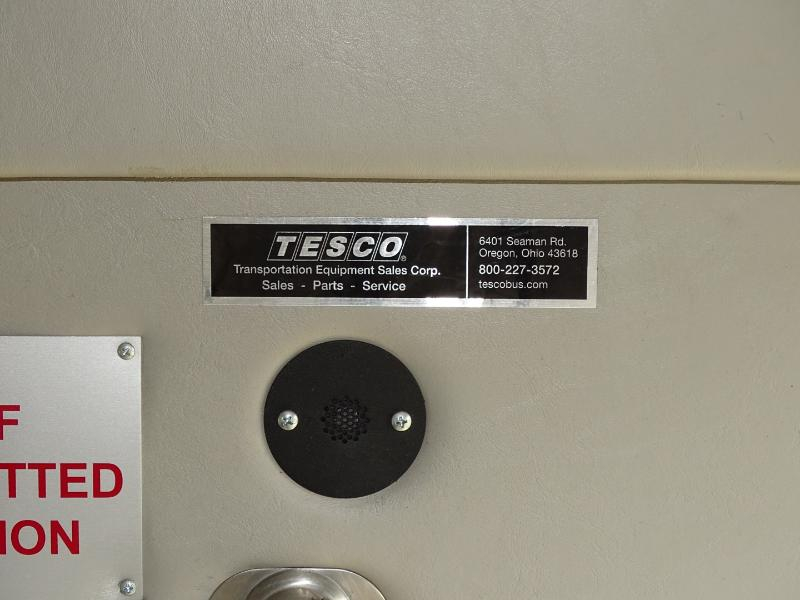 TESCO®
Transportation Equipment Sales Corp.
Sales - Parts - Service
6401 Seaman Rd.
Oregon, Ohio 43618
800-227-3572
tescobus.com
F
TTED
ION